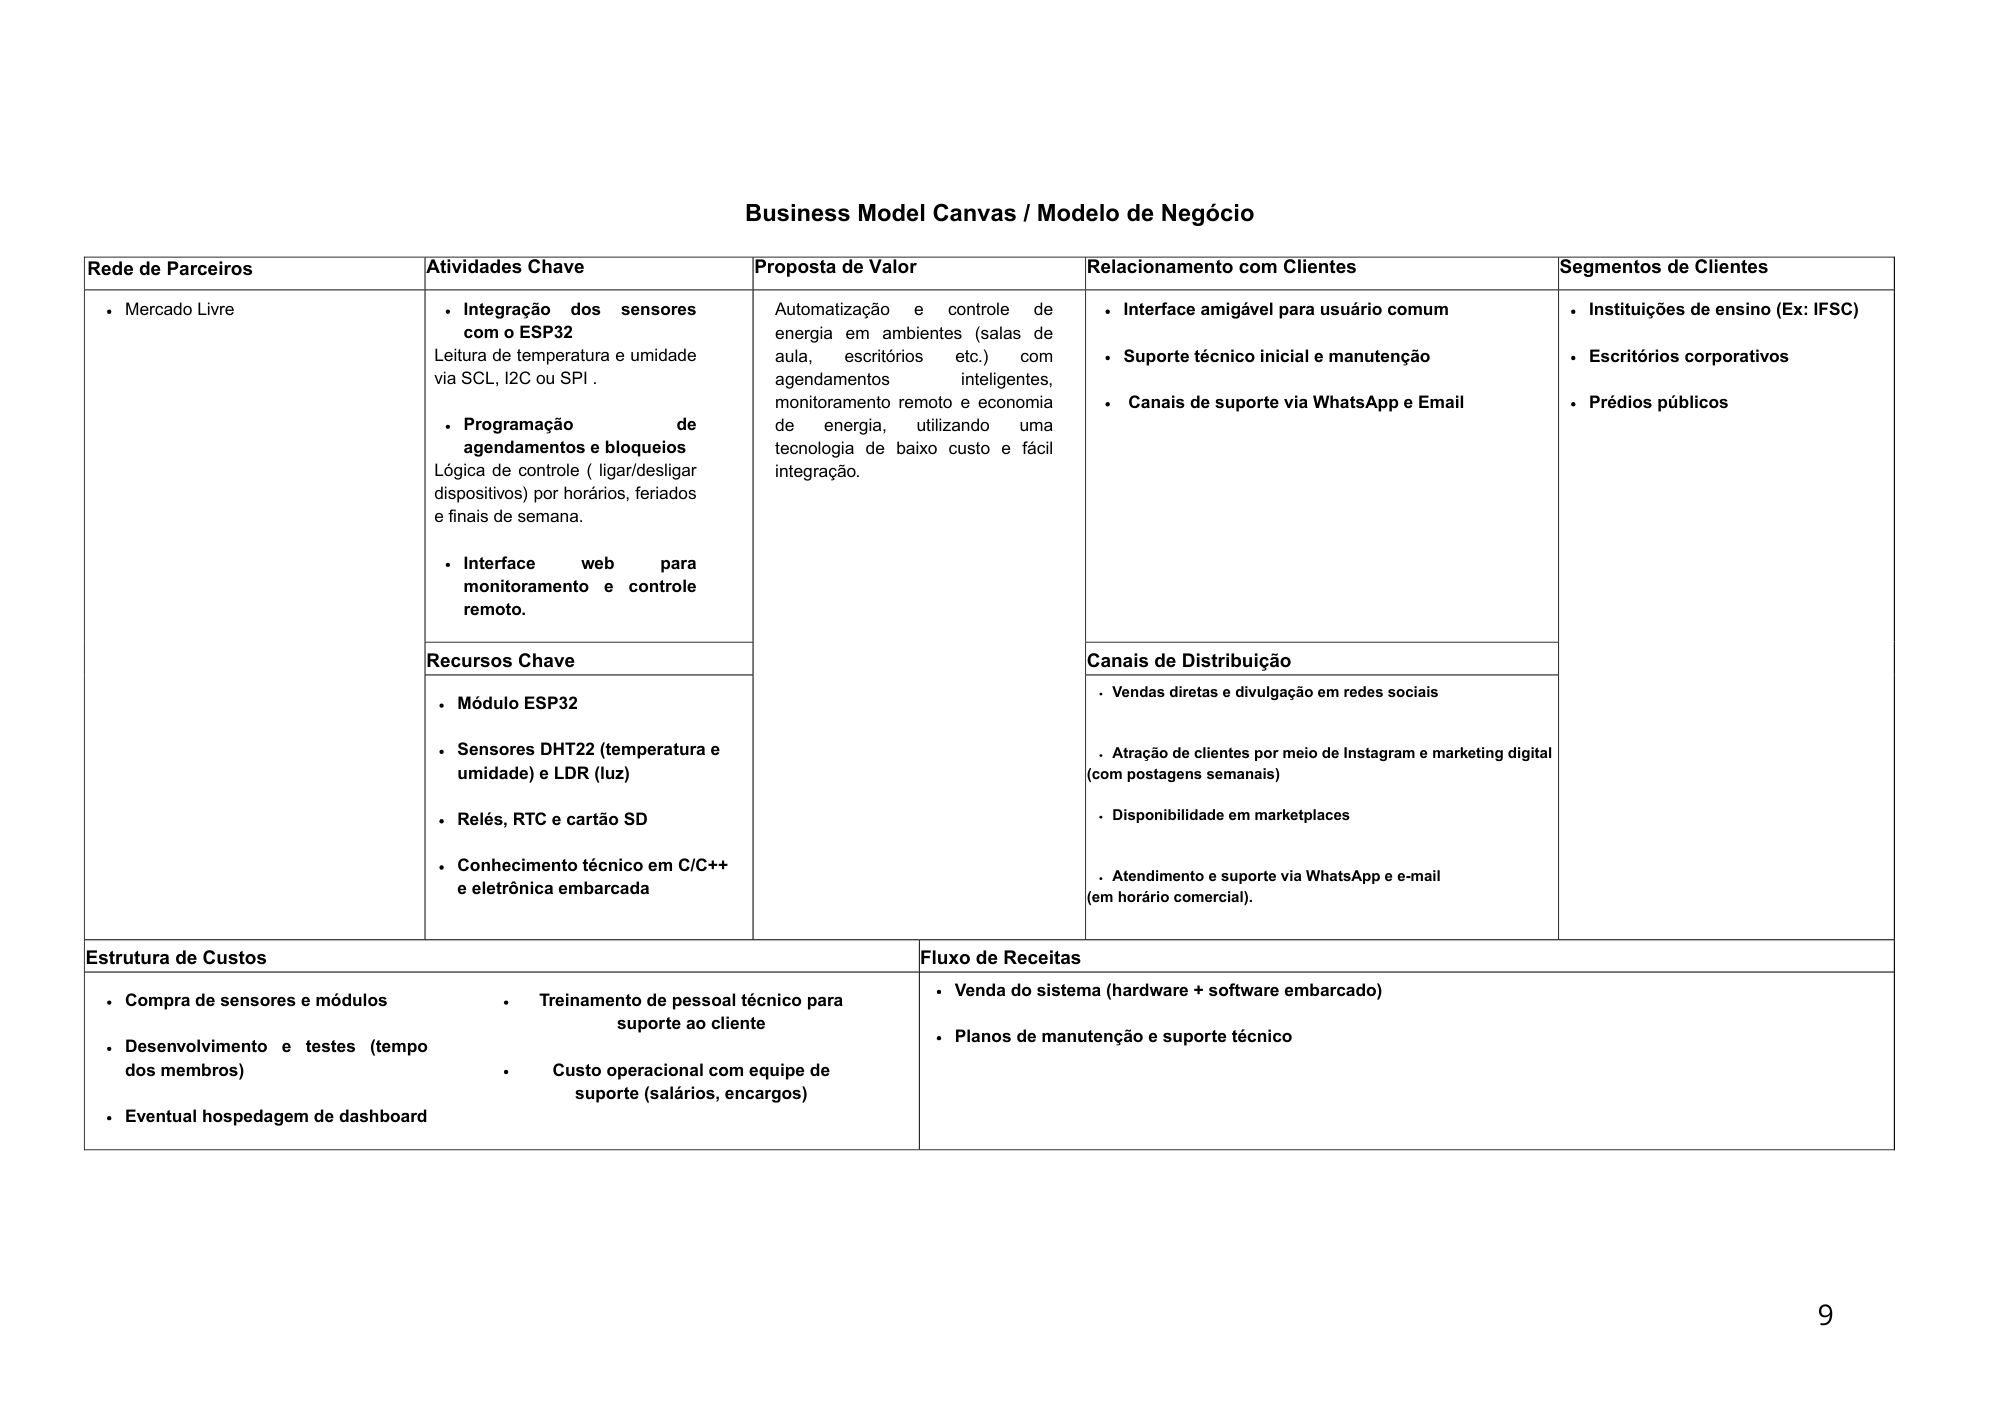 Business Model Canvas / Modelo de Negócio
Rede de Parceiros
• Mercado Livre
Atividades Chave
• Integração dos sensores
com o ESP32
Leitura de temperatura e umidade
via SCL, I2C ou SPI .
• Programação de
agendamentos e bloqueios
Lógica de controle ( ligar/desligar
dispositivos) por horários, feriados
e finais de semana.
• Interface web para
monitoramento e controle
remoto.
Recursos Chave
• Módulo ESP32
• Sensores DHT22 (temperatura e
umidade) e LDR (luz)
• Relés, RTC e cartão SD
• Conhecimento técnico em C/C++
e eletrônica embarcada
Proposta de Valor
Automatização e controle de
energia em ambientes (salas de
aula, escritórios etc.) com
agendamentos inteligentes,
monitoramento remoto e economia
de energia, utilizando uma
tecnologia de baixo custo e fácil
integração.
Relacionamento com Clientes
• Interface amigável para usuário comum
• Suporte técnico inicial e manutenção
• Canais de suporte via WhatsApp e Email
Canais de Distribuição
• Vendas diretas e divulgação em redes sociais
• Atração de clientes por meio de Instagram e marketing digital
(com postagens semanais)
• Disponibilidade em marketplaces
• Atendimento e suporte via WhatsApp e e-mail
(em horário comercial).
Segmentos de Clientes
• Instituições de ensino (Ex: IFSC)
• Escritórios corporativos
• Prédios públicos
Estrutura de Custos
• Compra de sensores e módulos
• Desenvolvimento e testes (tempo
dos membros)
• Eventual hospedagem de dashboard
• Treinamento de pessoal técnico para
suporte ao cliente
• Custo operacional com equipe de
suporte (salários, encargos)
Fluxo de Receitas
• Venda do sistema (hardware + software embarcado)
• Planos de manutenção e suporte técnico
9